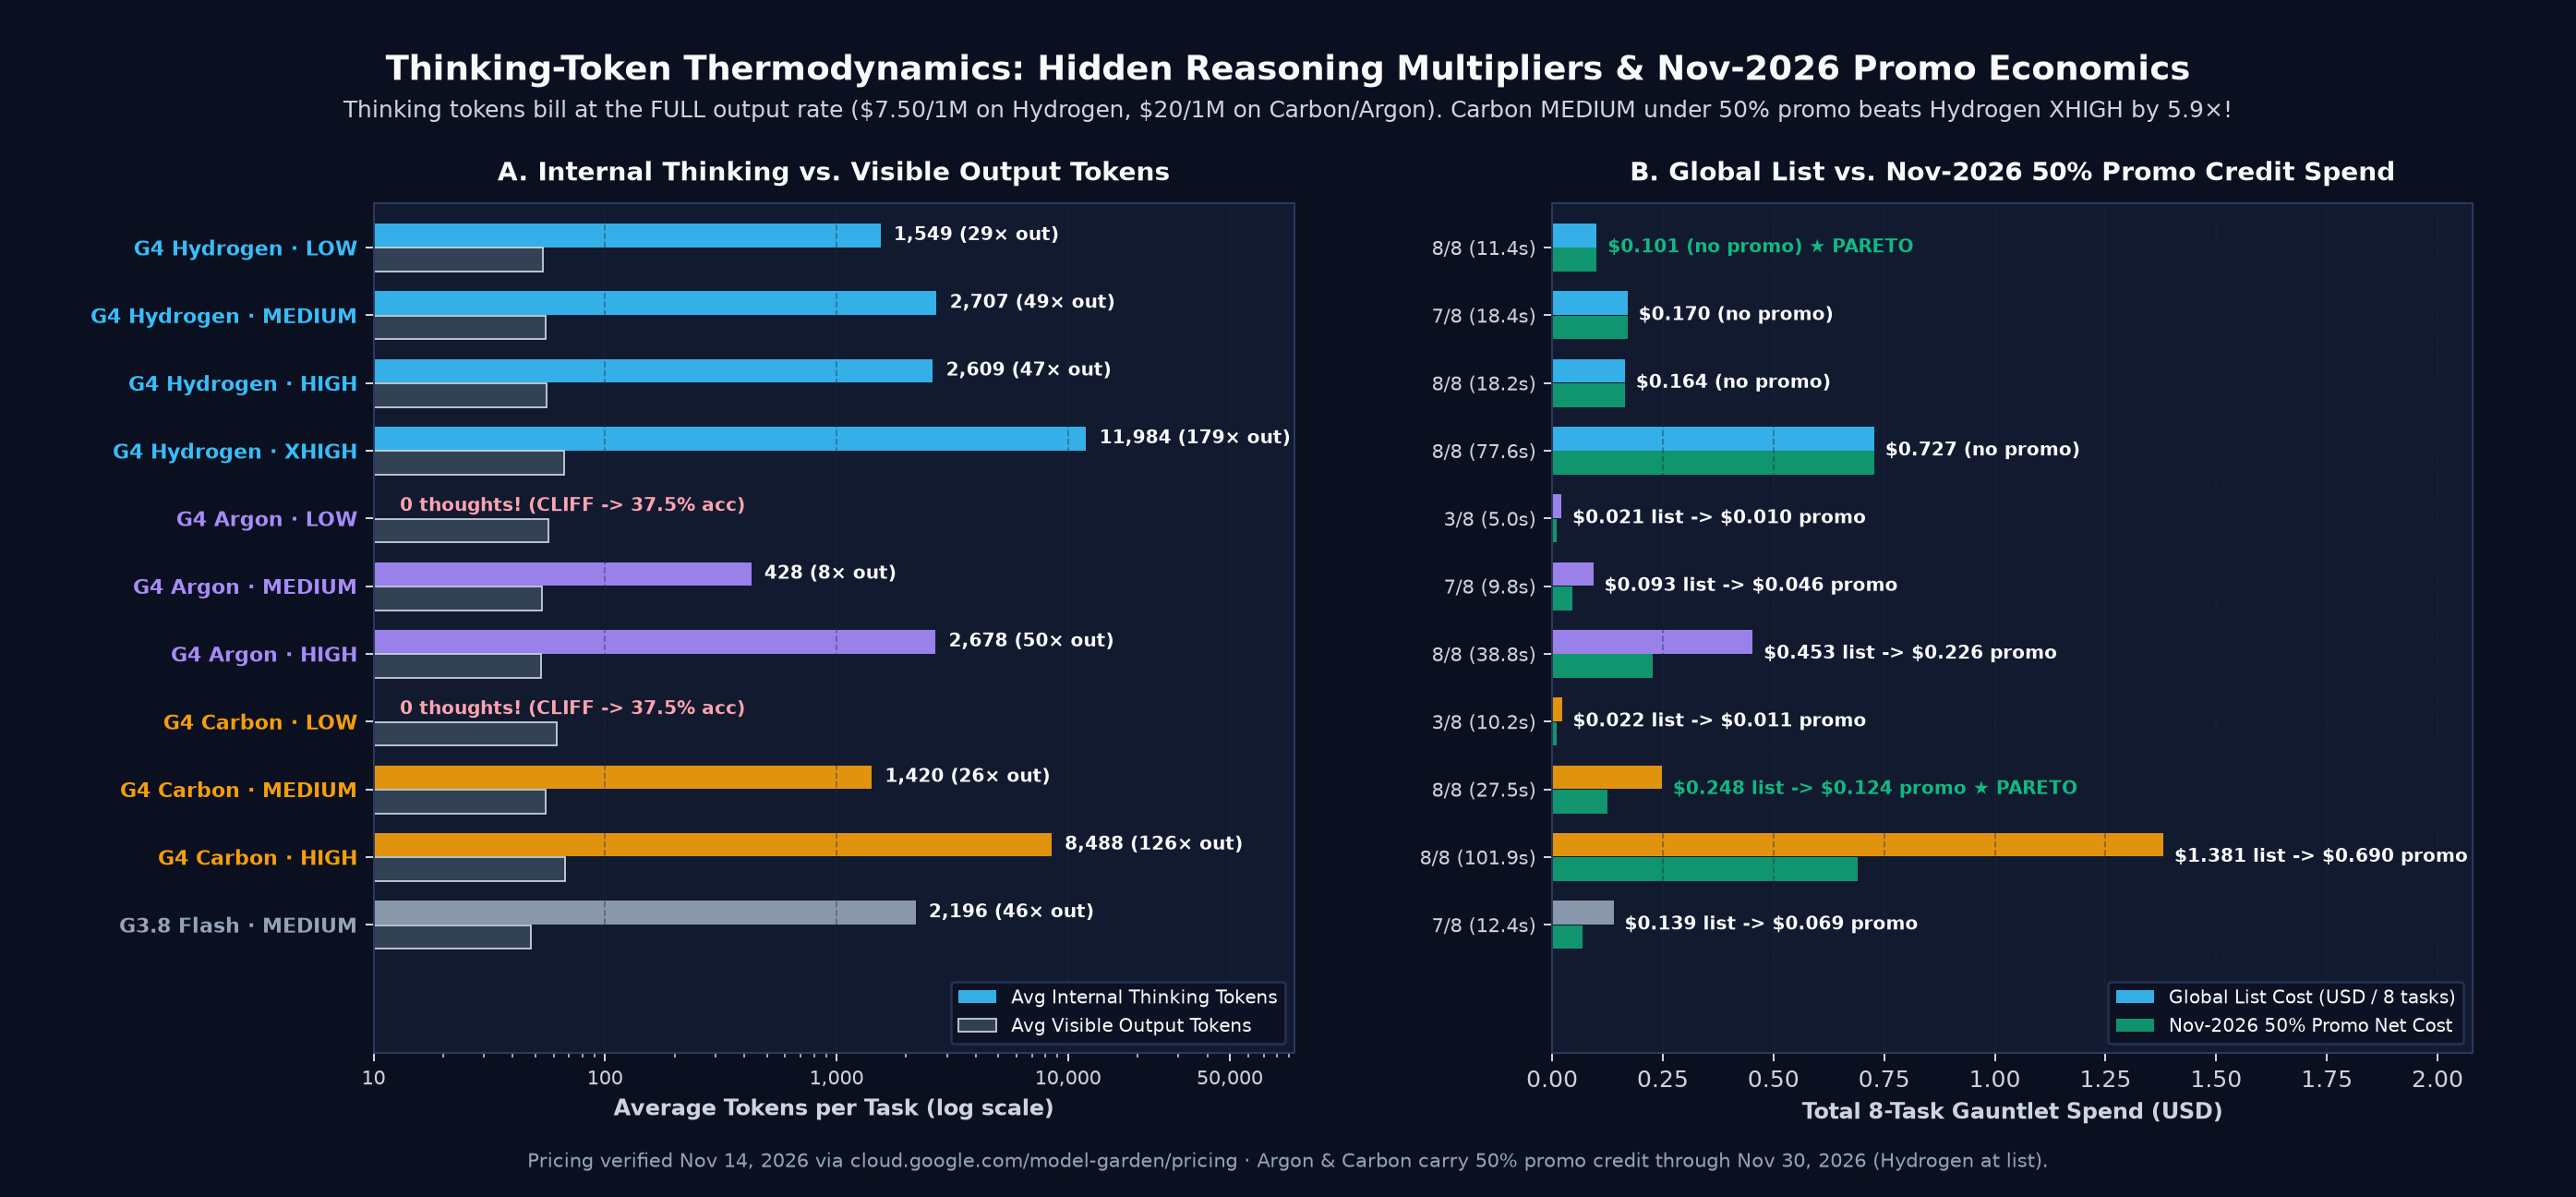 Thinking-Token Thermodynamics: Hidden Reasoning Multipliers & Nov-2026 Promo Economics
Thinking tokens bill at the FULL output rate ($7.50/1M on Hydrogen, $20/1M on Carbon/Argon). Carbon MEDIUM under 50% promo beats Hydrogen XHIGH by 5.9×!
A. Internal Thinking vs. Visible Output Tokens
G4 Hydrogen · LOW
1,549 (29× out)
G4 Hydrogen · MEDIUM
2,707 (49× out)
G4 Hydrogen · HIGH
2,609 (47× out)
G4 Hydrogen · XHIGH
11,984 (179× out)
G4 Argon · LOW
0 thoughts! (CLIFF -> 37.5% acc)
G4 Argon · MEDIUM
428 (8× out)
G4 Argon · HIGH
2,678 (50× out)
G4 Carbon · LOW
0 thoughts! (CLIFF -> 37.5% acc)
G4 Carbon · MEDIUM
1,420 (26× out)
G4 Carbon · HIGH
8,488 (126× out)
G3.8 Flash · MEDIUM
2,196 (46× out)
Avg Internal Thinking Tokens
Avg Visible Output Tokens
10 100 1,000 10,000 50,000
Average Tokens per Task (log scale)
B. Global List vs. Nov-2026 50% Promo Credit Spend
8/8 (11.4s)
$0.101 (no promo) ★ PARETO
7/8 (18.4s)
$0.170 (no promo)
8/8 (18.2s)
$0.164 (no promo)
8/8 (77.6s)
$0.727 (no promo)
3/8 (5.0s)
$0.021 list -> $0.010 promo
7/8 (9.8s)
$0.093 list -> $0.046 promo
8/8 (38.8s)
$0.453 list -> $0.226 promo
3/8 (10.2s)
$0.022 list -> $0.011 promo
8/8 (27.5s)
$0.248 list -> $0.124 promo ★ PARETO
8/8 (101.9s)
$1.381 list -> $0.690 promo
7/8 (12.4s)
$0.139 list -> $0.069 promo
Global List Cost (USD / 8 tasks)
Nov-2026 50% Promo Net Cost
0.00 0.25 0.50 0.75 1.00 1.25 1.50 1.75 2.00
Total 8-Task Gauntlet Spend (USD)
Pricing verified Nov 14, 2026 via cloud.google.com/model-garden/pricing · Argon & Carbon carry 50% promo credit through Nov 30, 2026 (Hydrogen at list).